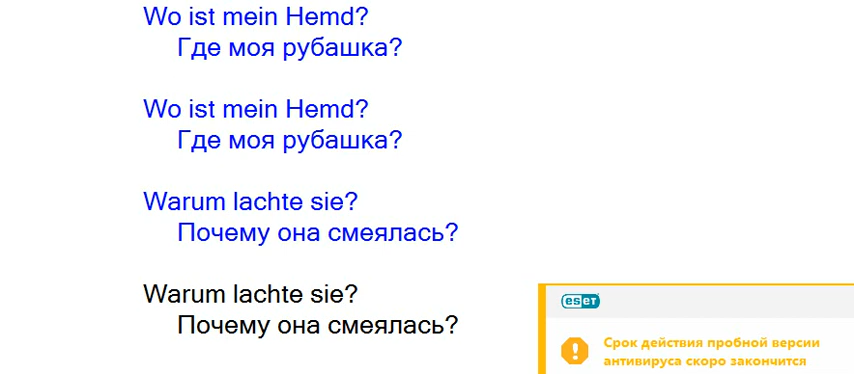 Wo ist mein Hemd?
Где моя рубашка?
Wo ist mein Hemd?
Где моя рубашка?
Warum lachte sie?
Почему она смеялась?
Warum lachte sie?
Почему она смеялась?
eset
Срок действия пробной версии
антивируса скоро закончится